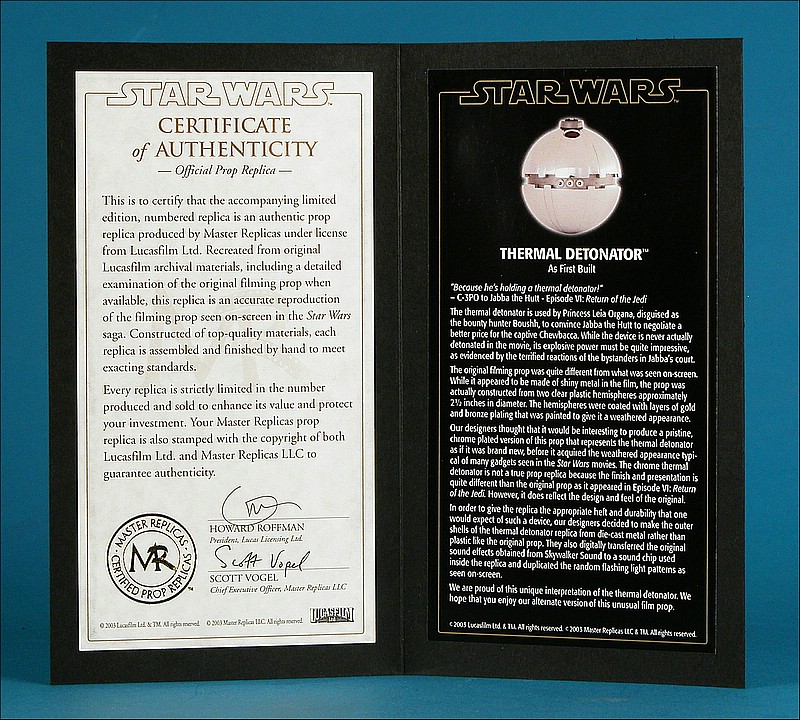 STAR WARS™
CERTIFICATE
of AUTHENTICITY
— Official Prop Replica —
This is to certify that the accompanying limited
edition, numbered replica is an authentic prop
replica produced by Master Replicas under license
from Lucasfilm Ltd. Recreated from original
Lucasfilm archival materials, including a detailed
examination of the original filming prop when
available, this replica is an accurate reproduction
of the filming prop seen on-screen in the Star Wars
saga. Constructed of top-quality materials, each
replica is assembled and finished by hand to meet
exacting standards.
Every replica is strictly limited in the number
produced and sold to enhance its value and protect
your investment. Your Master Replicas prop
replica is also stamped with the copyright of both
Lucasfilm Ltd. and Master Replicas LLC to
guarantee authenticity.
HOWARD ROFFMAN
President, Lucas Licensing Ltd.
Scott Vogel
SCOTT VOGEL
Chief Executive Officer, Master Replicas LLC
· MASTER REPLICAS ·
MR
CERTIFIED PROP REPLICAS
™
LUCASFILM
© 2003 Lucasfilm Ltd. & TM. All rights reserved. © 2003 Master Replicas LLC. All rights reserved.
STAR WARS™
THERMAL DETONATOR™
As First Built
"Because he's holding a thermal detonator!"
– C-3PO to Jabba the Hutt - Episode VI: Return of the Jedi
The thermal detonator is used by Princess Leia Organa, disguised as
the bounty hunter Boushh, to convince Jabba the Hutt to negotiate a
better price for the captive Chewbacca. While the device is never actually
detonated in the movie, its explosive power must be quite impressive,
as evidenced by the terrified reactions of the bystanders in Jabba's court.
The original filming prop was quite different from what was seen on-screen.
While it appeared to be made of shiny metal in the film, the prop was
actually constructed from two clear plastic hemispheres approximately
2½ inches in diameter. The hemispheres were coated with layers of gold
and bronze plating that was painted to give it a weathered appearance.
Our designers thought that it would be interesting to produce a pristine,
chrome plated version of this prop that represents the thermal detonator
as if it was brand new, before it acquired the weathered appearance typi-
cal of many gadgets seen in the Star Wars movies. The chrome thermal
detonator is not a true prop replica because the finish and presentation is
quite different than the original prop as it appeared in Episode VI: Return
of the Jedi. However, it does reflect the design and feel of the original.
In order to give the replica the appropriate heft and durability that one
would expect of such a device, our designers decided to make the outer
shells of the thermal detonator replica from die-cast metal rather than
plastic like the original prop. They also digitally transferred the original
sound effects obtained from Skywalker Sound to a sound chip used
inside the replica and duplicated the random flashing light patterns as
seen on-screen.
We are proud of this unique interpretation of the thermal detonator. We
hope that you enjoy our alternate version of this unusual film prop.
© 2003 Lucasfilm Ltd. & TM. All rights reserved. © 2003 Master Replicas LLC & TM. All rights reserved.